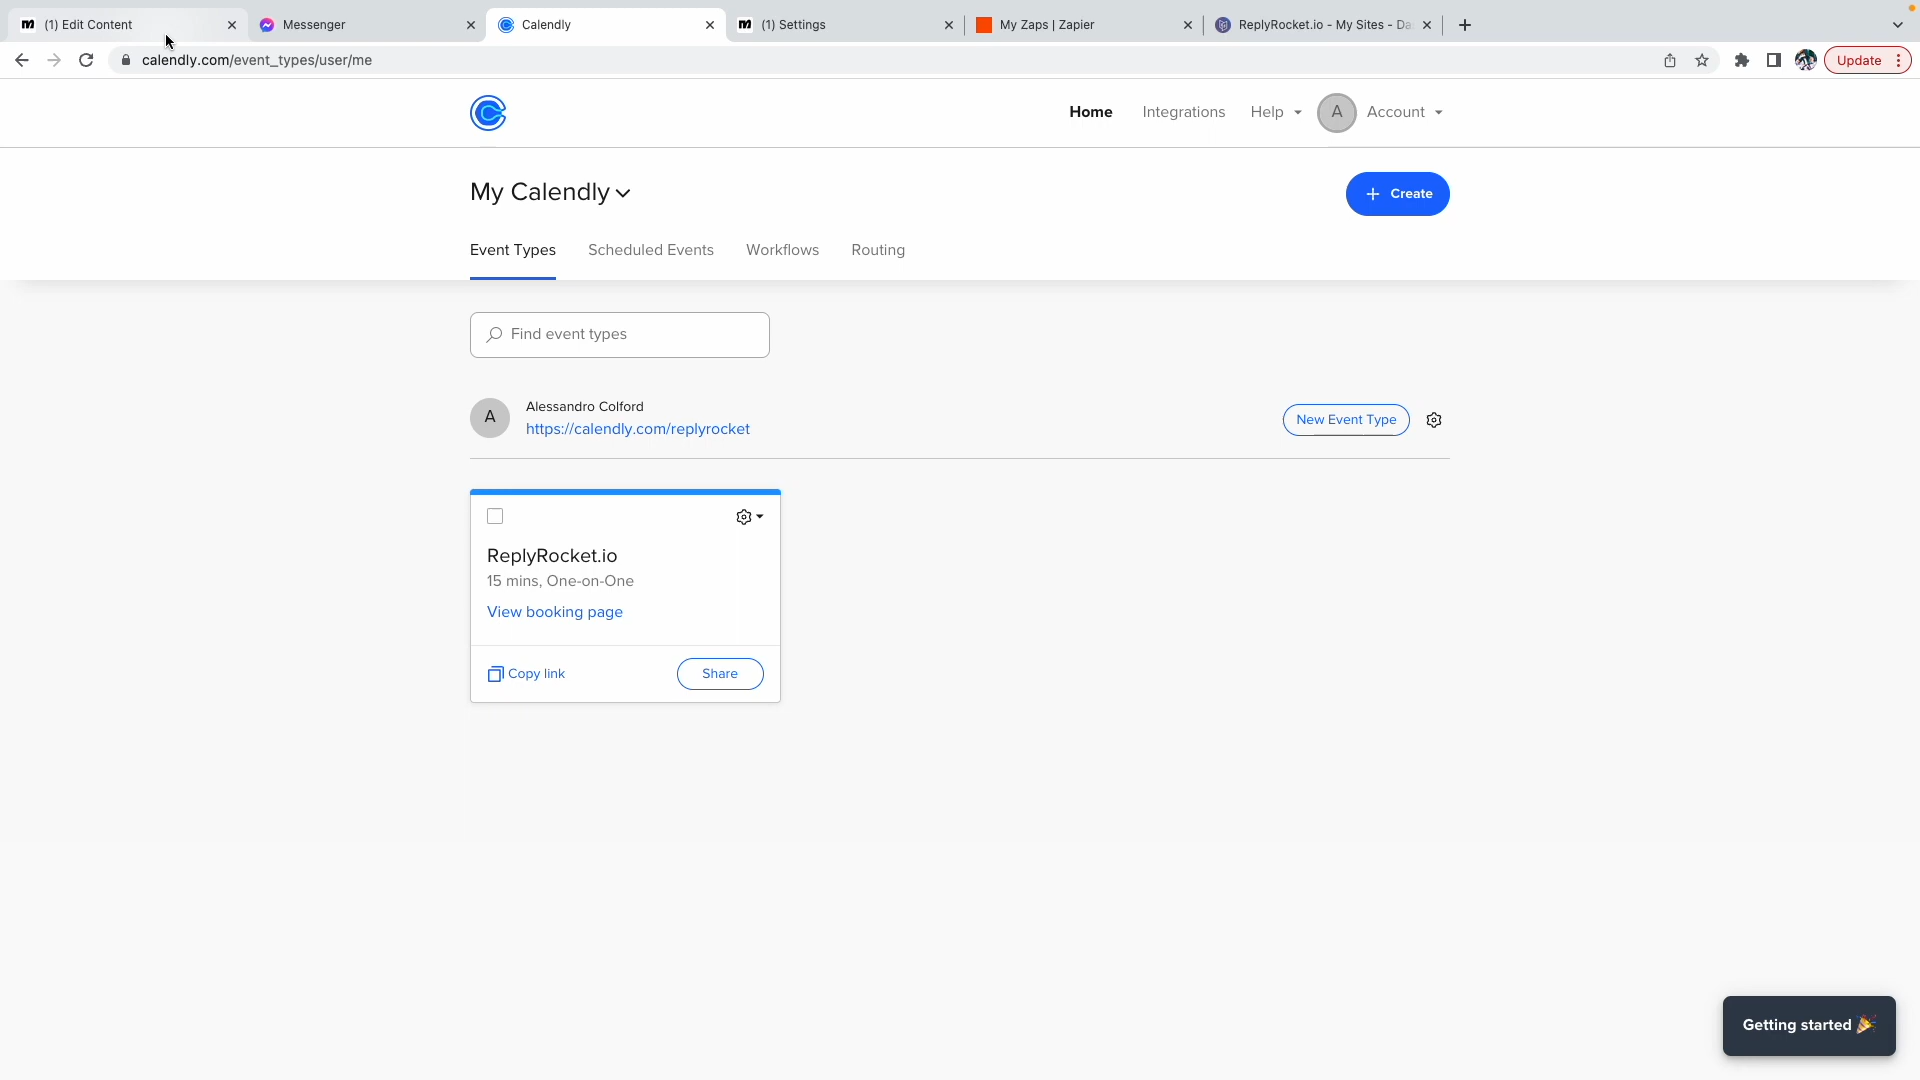 (1) Edit Content
Messenger
Calendly
(1) Settings
My Zaps | Zapier
ReplyRocket.io - My Sites - Da
calendly.com/event_types/user/me
Update
Home
Integrations
Help
A
Account
My Calendly
+ Create
Event Types
Scheduled Events
Workflows
Routing
Find event types
A
Alessandro Colford
https://calendly.com/replyrocket
New Event Type
ReplyRocket.io
15 mins, One-on-One
View booking page
Copy link
Share
Getting started 🎉